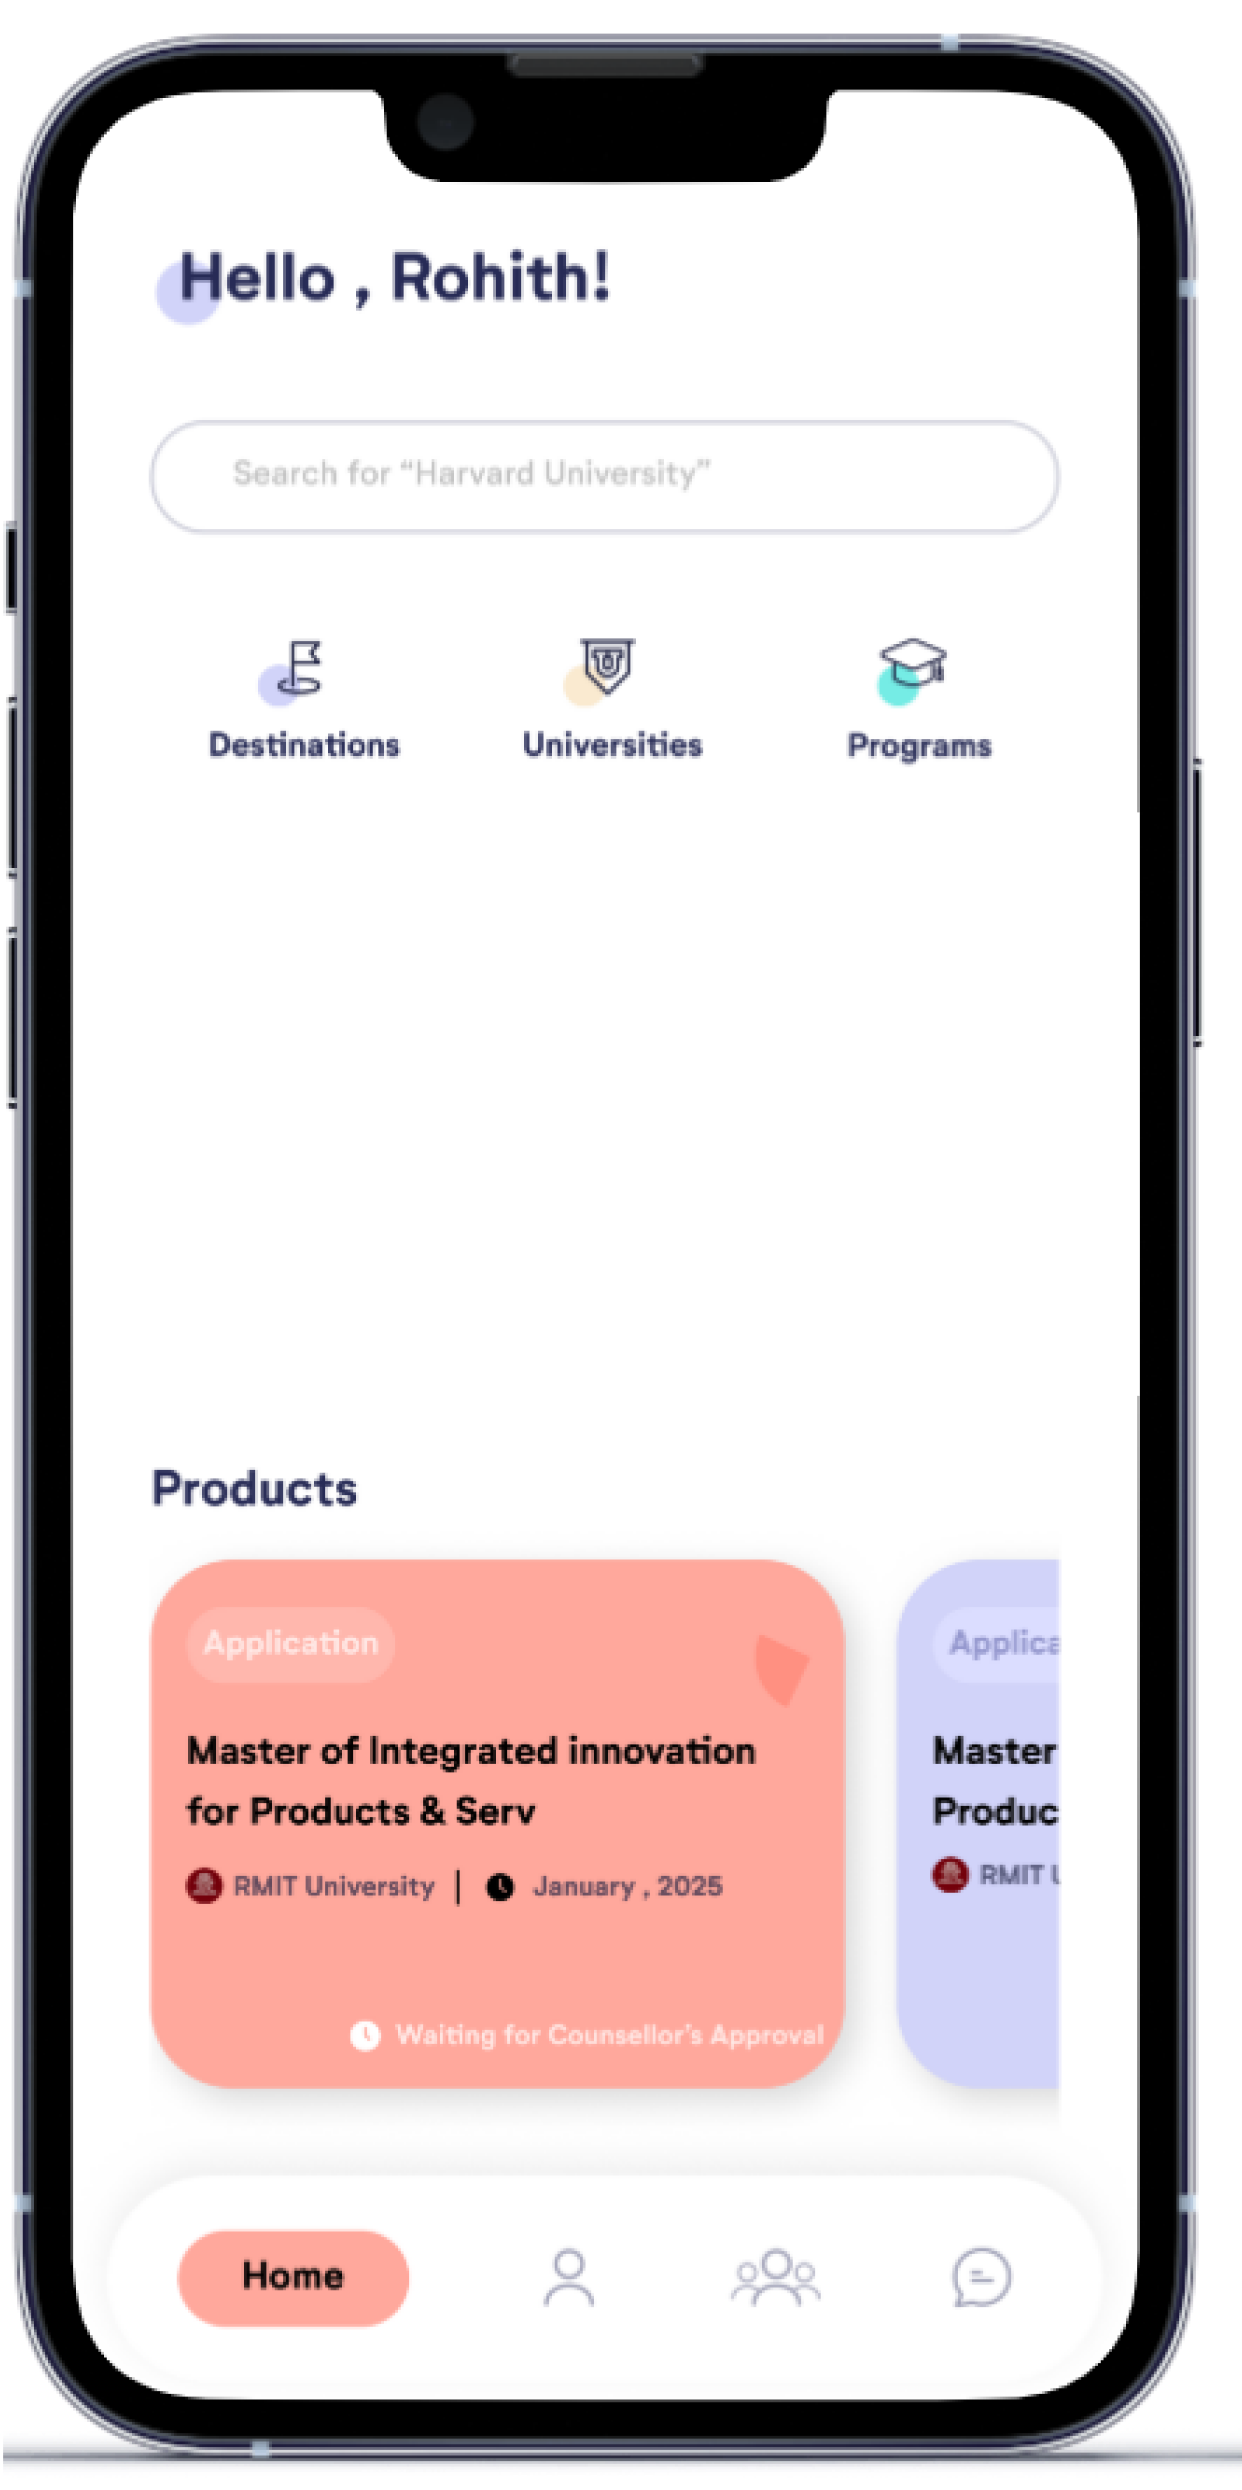 Hello , Rohith!
Search for “Harvard University”
Destinations
Universities
Programs
Products
Application
Master of Integrated innovation
for Products & Serv
RMIT University | January , 2025
Waiting for Counsellor’s Approval
Applica
Master
Produc
RMIT U
Home